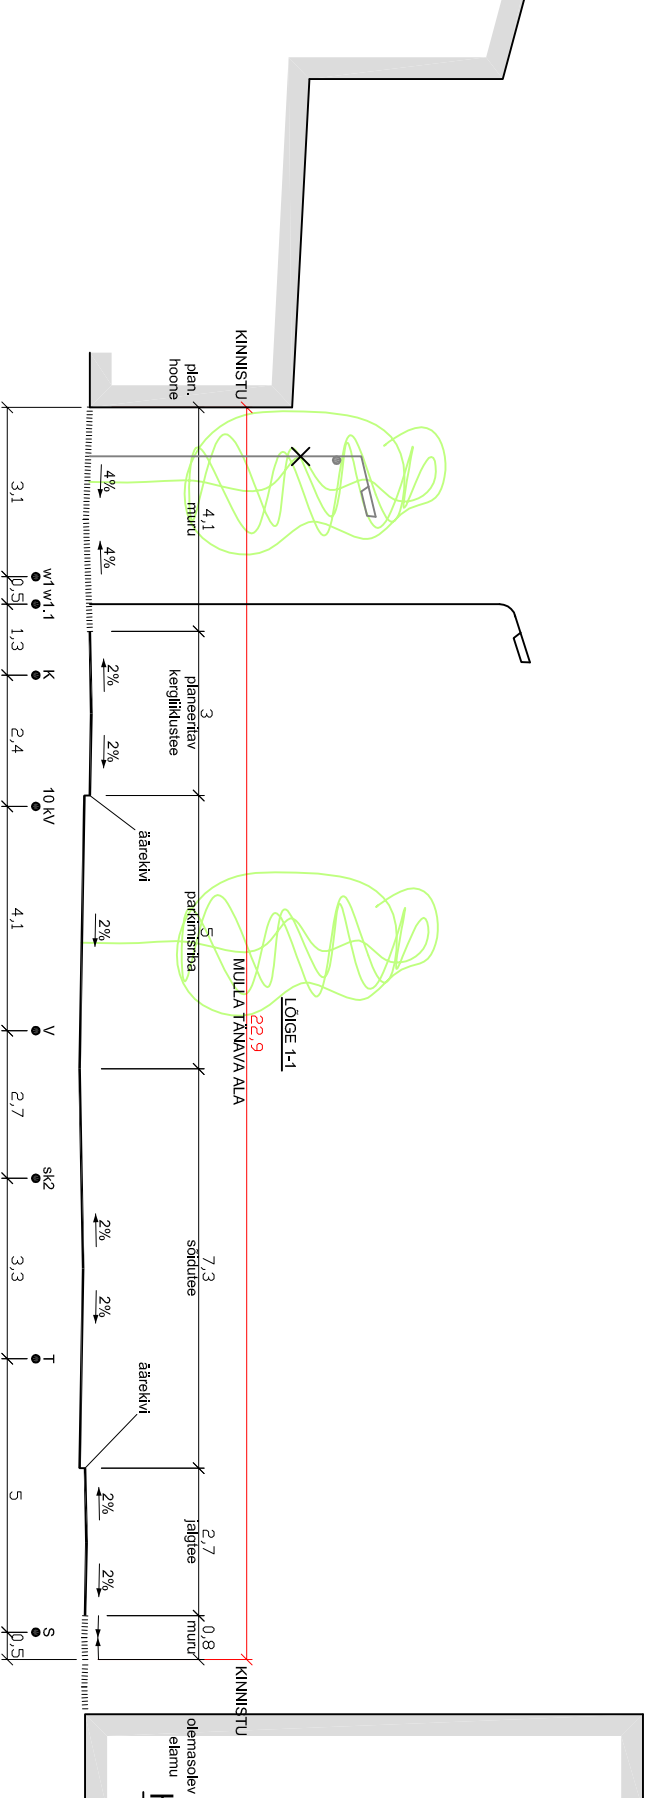 LÕIGE 1-1
22,9
KINNISTU
MULLA TÄNAVA ALA
KINNISTU
plan.
hoone
4,1
muru
3
planeeritav
kergliiklustee
5
parkimisriba
7,3
sõidutee
2,7
jalgtee
0,8
muru
olemasolev
elamu
äärekivi
äärekivi
4%
4%
2%
2%
2%
2%
2%
2%
2%
w1
w1.1
K
10 kV
V
sk2
T
S
3,1
0,5
1,3
2,4
4,1
2,7
3,3
5
0,5